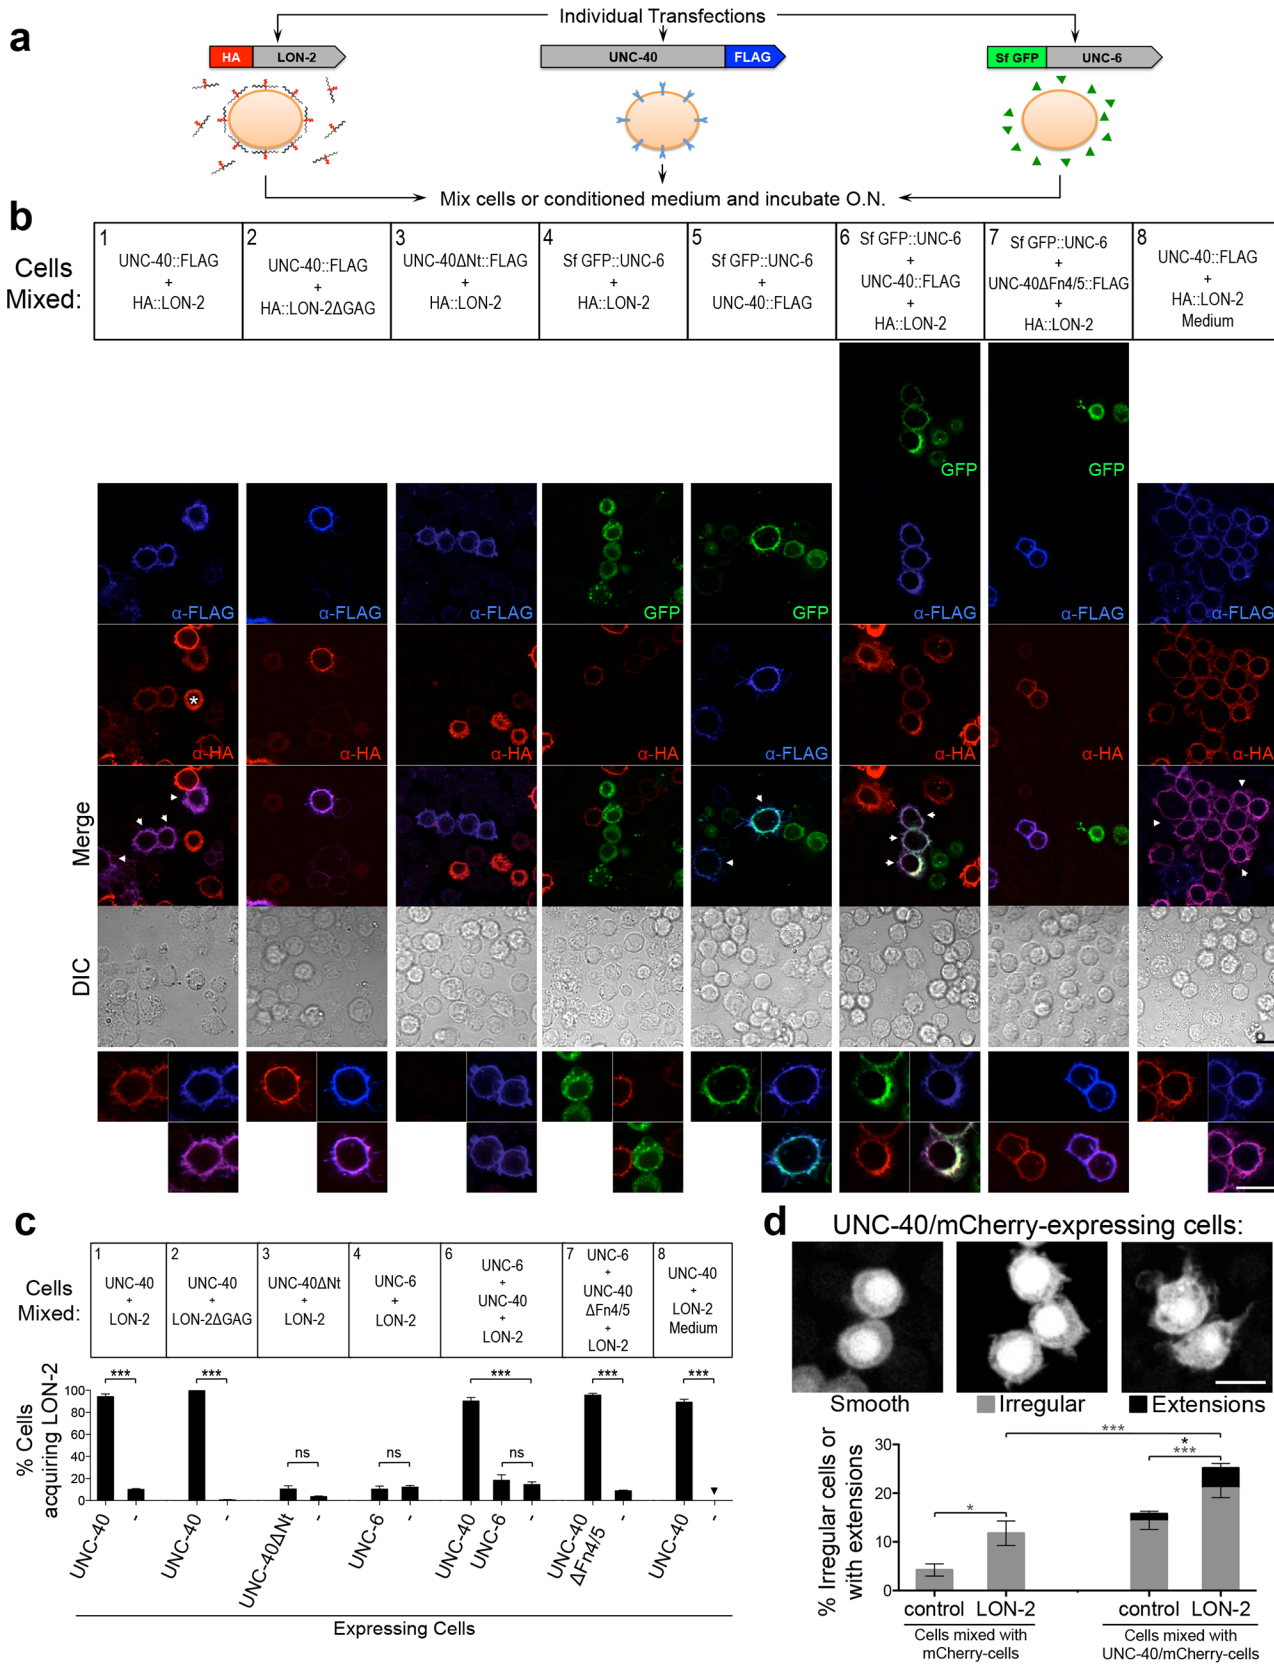 a
Individual Transfections
HA LON-2
UNC-40 FLAG
Sf GFP UNC-6
Mix cells or conditioned medium and incubate O.N.
b
Cells
Mixed:
1
UNC-40::FLAG
+
HA::LON-2
2
UNC-40::FLAG
+
HA::LON-2ΔGAG
3
UNC-40ΔNt::FLAG
+
HA::LON-2
4
Sf GFP::UNC-6
+
HA::LON-2
5
Sf GFP::UNC-6
+
UNC-40::FLAG
6
Sf GFP::UNC-6
+
UNC-40::FLAG
+
HA::LON-2
7
Sf GFP::UNC-6
+
UNC-40ΔFn4/5::FLAG
+
HA::LON-2
8
UNC-40::FLAG
+
HA::LON-2
Medium
GFP
GFP
α-FLAG
α-FLAG
α-FLAG
GFP
GFP
α-FLAG
α-FLAG
α-FLAG
*
α-HA
α-HA
α-HA
α-HA
α-FLAG
α-HA
α-HA
α-HA
Merge
DIC
c
Cells
Mixed:
1
UNC-40
+
LON-2
2
UNC-40
+
LON-2ΔGAG
3
UNC-40ΔNt
+
LON-2
4
UNC-6
+
LON-2
6
UNC-6
+
UNC-40
+
LON-2
7
UNC-6
+
UNC-40
ΔFn4/5
+
LON-2
8
UNC-40
+
LON-2
Medium
% Cells
acquiring LON-2
100
80
60
40
20
0
***
***
ns
ns
***
ns
***
***
UNC-40
-
UNC-40
-
UNC-40ΔNt
-
UNC-6
-
UNC-40
UNC-6
-
UNC-40
ΔFn4/5
-
UNC-40
-
Expressing Cells
d
UNC-40/mCherry-expressing cells:
Smooth
Irregular
Extensions
% Irregular cells or
with extensions
30
20
10
0
*
***
*
***
control LON-2
control LON-2
Cells mixed with
mCherry-cells
Cells mixed with
UNC-40/mCherry-cells